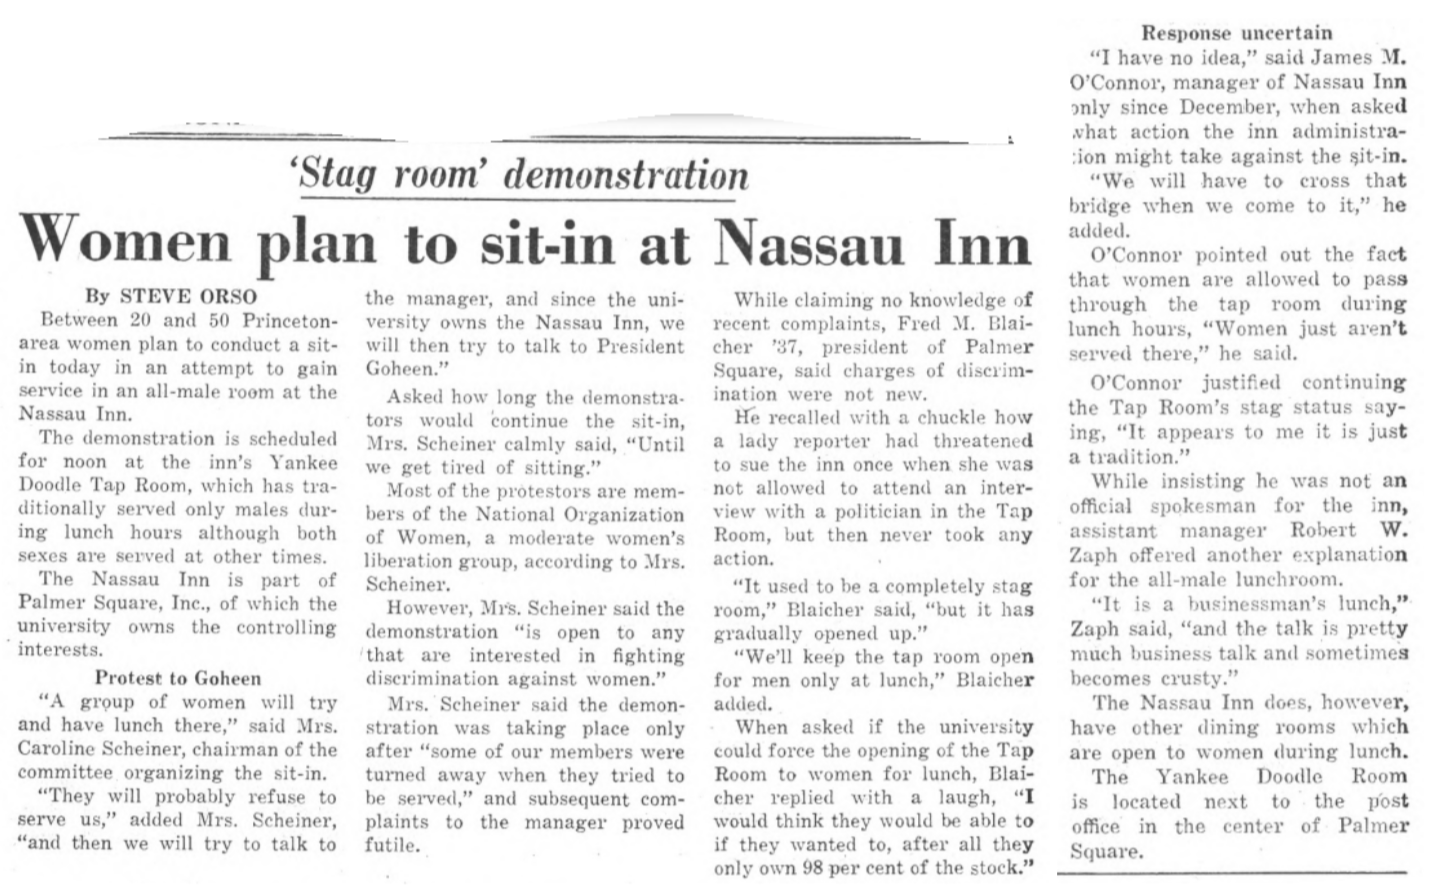 'Stag room' demonstration
Women plan to sit-in at Nassau Inn
By STEVE ORSO
Between 20 and 50 Princeton-
area women plan to conduct a sit-
in today in an attempt to gain
service in an all-male room at the
Nassau Inn.
The demonstration is scheduled
for noon at the inn's Yankee
Doodle Tap Room, which has tra-
ditionally served only males dur-
ing lunch hours although both
sexes are served at other times.
The Nassau Inn is part of
Palmer Square, Inc., of which the
university owns the controlling
interests.
Protest to Goheen
"A group of women will try
and have lunch there," said Mrs.
Caroline Scheiner, chairman of the
committee organizing the sit-in.
"They will probably refuse to
serve us," added Mrs. Scheiner,
"and then we will try to talk to
the manager, and since the uni-
versity owns the Nassau Inn, we
will then try to talk to President
Goheen."
Asked how long the demonstra-
tors would continue the sit-in,
Mrs. Scheiner calmly said, "Until
we get tired of sitting."
Most of the protestors are mem-
bers of the National Organization
of Women, a moderate women's
liberation group, according to Mrs.
Scheiner.
However, Mrs. Scheiner said the
demonstration "is open to any
that are interested in fighting
discrimination against women."
Mrs. Scheiner said the demon-
stration was taking place only
after "some of our members were
turned away when they tried to
be served," and subsequent com-
plaints to the manager proved
futile.
While claiming no knowledge of
recent complaints, Fred M. Blai-
cher '37, president of Palmer
Square, said charges of discrim-
ination were not new.
He recalled with a chuckle how
a lady reporter had threatened
to sue the inn once when she was
not allowed to attend an inter-
view with a politician in the Tap
Room, but then never took any
action.
"It used to be a completely stag
room," Blaicher said, "but it has
gradually opened up."
"We'll keep the tap room open
for men only at lunch," Blaicher
added.
When asked if the university
could force the opening of the Tap
Room to women for lunch, Blai-
cher replied with a laugh, "I
would think they would be able to
if they wanted to, after all they
only own 98 per cent of the stock."
Response uncertain
"I have no idea," said James M.
O'Connor, manager of Nassau Inn
only since December, when asked
what action the inn administra-
tion might take against the sit-in.
"We will have to cross that
bridge when we come to it," he
added.
O'Connor pointed out the fact
that women are allowed to pass
through the tap room during
lunch hours, "Women just aren't
served there," he said.
O'Connor justified continuing
the Tap Room's stag status say-
ing, "It appears to me it is just
a tradition."
While insisting he was not an
official spokesman for the inn,
assistant manager Robert W.
Zaph offered another explanation
for the all-male lunchroom.
"It is a businessman's lunch,"
Zaph said, "and the talk is pretty
much business talk and sometimes
becomes crusty."
The Nassau Inn does, however,
have other dining rooms which
are open to women during lunch.
The Yankee Doodle Room
is located next to the post
office in the center of Palmer
Square.